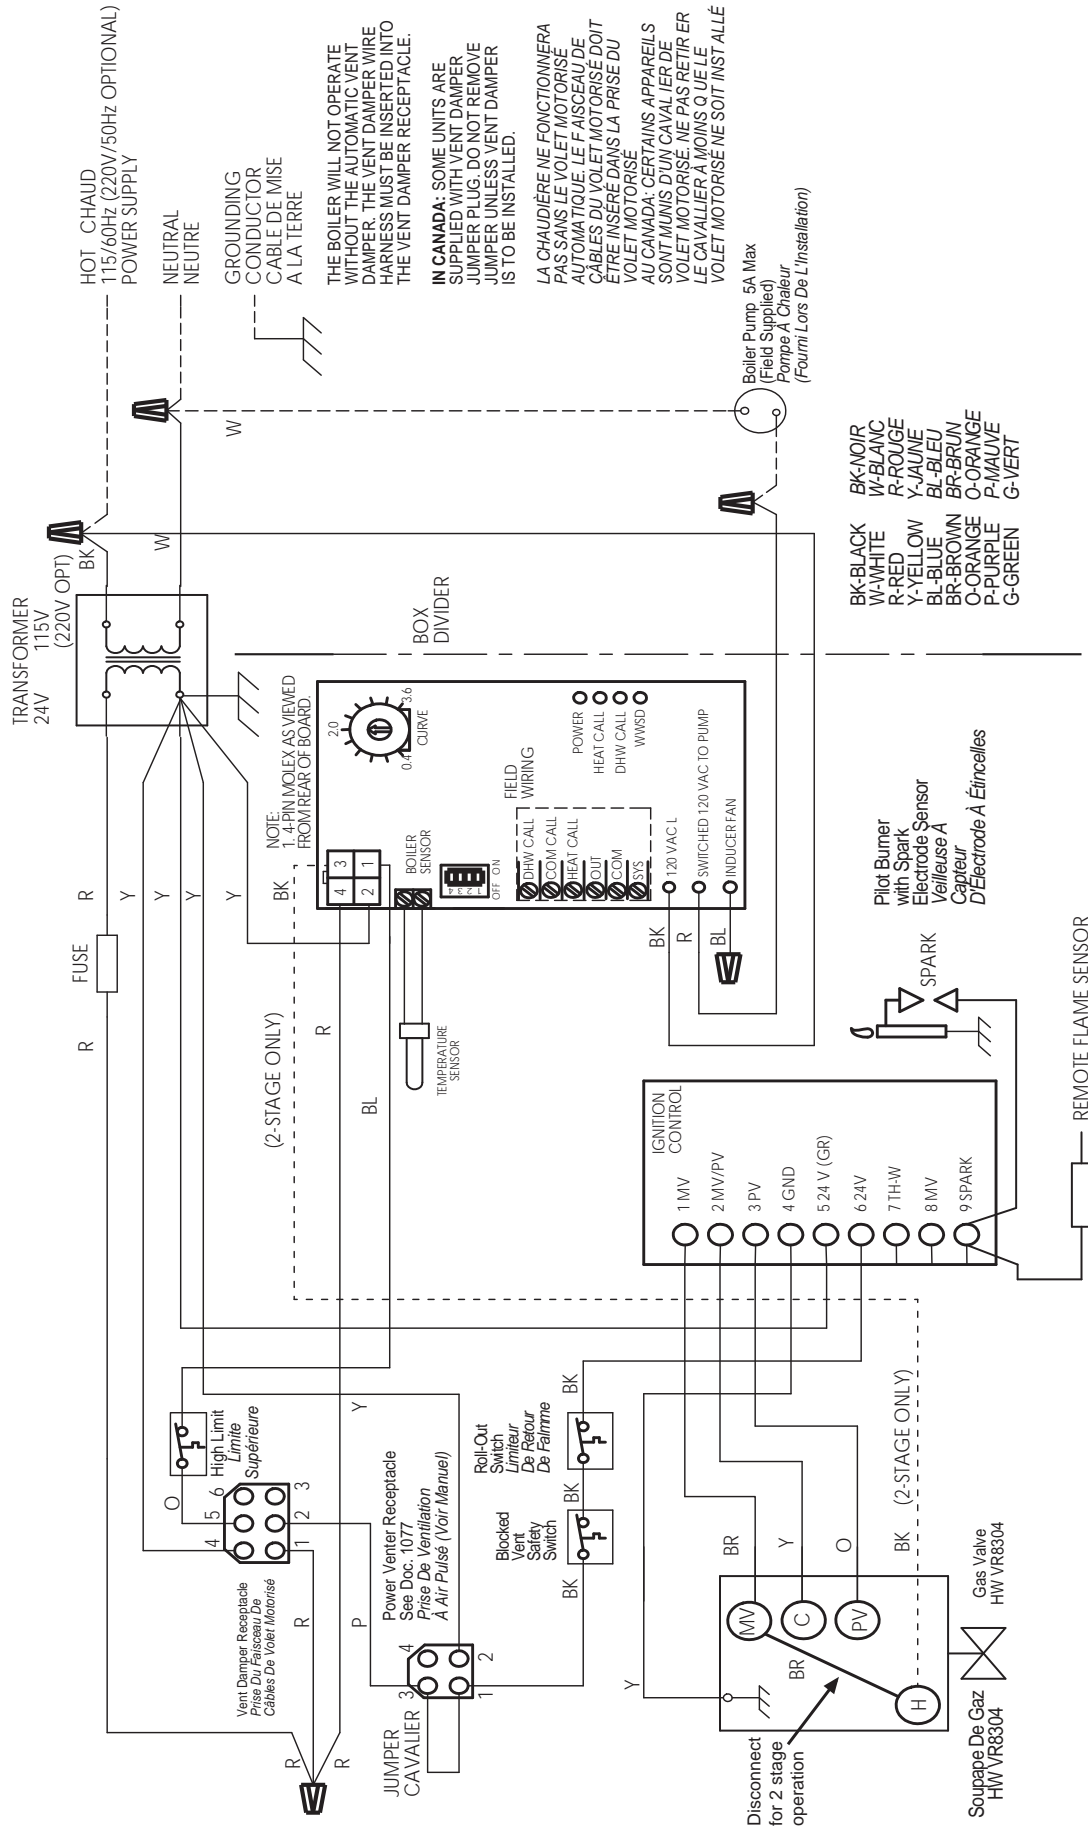 HOT CHAUD
115/60Hz (220V/50Hz OPTIONAL)
POWER SUPPLY
NEUTRAL
NEUTRE
GROUNDING
CONDUCTOR
CABLE DE MISE
A LA TERRE
THE BOILER WILL NOT OPERATE
WITHOUT THE AUTOMATIC VENT
DAMPER. THE VENT DAMPER WIRE
HARNESS MUST BE INSERTED INTO
THE VENT DAMPER RECEPTACLE.
IN CANADA: SOME UNITS ARE
SUPPLIED WITH VENT DAMPER
JUMPER PLUG. DO NOT REMOVE
JUMPER UNLESS VENT DAMPER
IS TO BE INSTALLED.
LA CHAUDIÈRE NE FONCTIONNERA
PAS SANS LE VOLET MOTORISÉ
AUTOMATIQUE. LE F AISCEAU DE
CÂBLES DU VOLET MOTORISÉ DOIT
ÊTRE INSÉRÉ DANS LA PRISE DU
VOLET MOTORISÉ
AU CANADA: CERTAINS APPAREILS
SONT MUNIS D'UN CAVAL IER DE
VOLET MOTORISÉ. NE PAS RETIR ER
LE CAVALLIER À MOINS Q UE LE
VOLET MOTORISÉ NE SOIT INST ALLÉ
TRANSFORMER
24V 115V
(220V OPT)
BK
W
W
Boiler Pump 5A Max
(Field Supplied)
Pompe À Chaleur
(Fourni Lors De L'Installation)
BOX
DIVIDER
BK-BLACK BK-NOIR
W-WHITE W-BLANC
R-RED R-ROUGE
Y-YELLOW Y-JAUNE
BL-BLUE BL-BLEU
BR-BROWN BR-BRUN
O-ORANGE O-ORANGE
P-PURPLE P-MAUVE
G-GREEN G-VERT
FUSE
R
R
Y
Y
Y
NOTE:
1. 4-PIN MOLEX AS VIEWED
FROM REAR OF BOARD.
BK
(2-STAGE ONLY)
R
BL
4 3
2 1
2.0
0.4 3.6
CURVE
BOILER
SENSOR
TEMPERATURE
SENSOR
1 2 3 4
OFF ON
FIELD
WIRING
DHW CALL
COM CALL
HEAT CALL
OUT
COM
SYS
POWER
HEAT CALL
DHW CALL
WWSD
120 VAC L
SWITCHED 120 VAC TO PUMP
INDUCER FAN
BK
R
BL
Pilot Burner
with Spark
Electrode Sensor
Veilleuse À
Capteur
D'Électrode À Étincelles
SPARK
REMOTE FLAME SENSOR
IGNITION
CONTROL
1 MV
2 MV/PV
3 PV
4 GND
5 24 V (GR)
6 24V
7 TH-W
8 MV
9 SPARK
High Limit
Limite
Supérieure
O
4 5 6
1 2 3
Vent Damper Receptacle
Prise Du Faisceau De
Câbles De Volet Motorisé
R
P
Y
R
R
Power Venter Receptacle
See Doc. 1077
Prise De Ventilation
À Air Pulsé (Voir Manuel)
3 4
1 2
JUMPER
CAVALIER
Roll-Out
Switch
Limiteur
De Retour
De Falmme
Blocked
Vent
Safety
Switch
BK
BK
BK
Y
BR
Y
O
BK (2-STAGE ONLY)
MV
C
PV
H
BR
Disconnect
for 2 stage
operation
Gas Valve
HW VR8304
Soupape De Gaz
HW VR8304